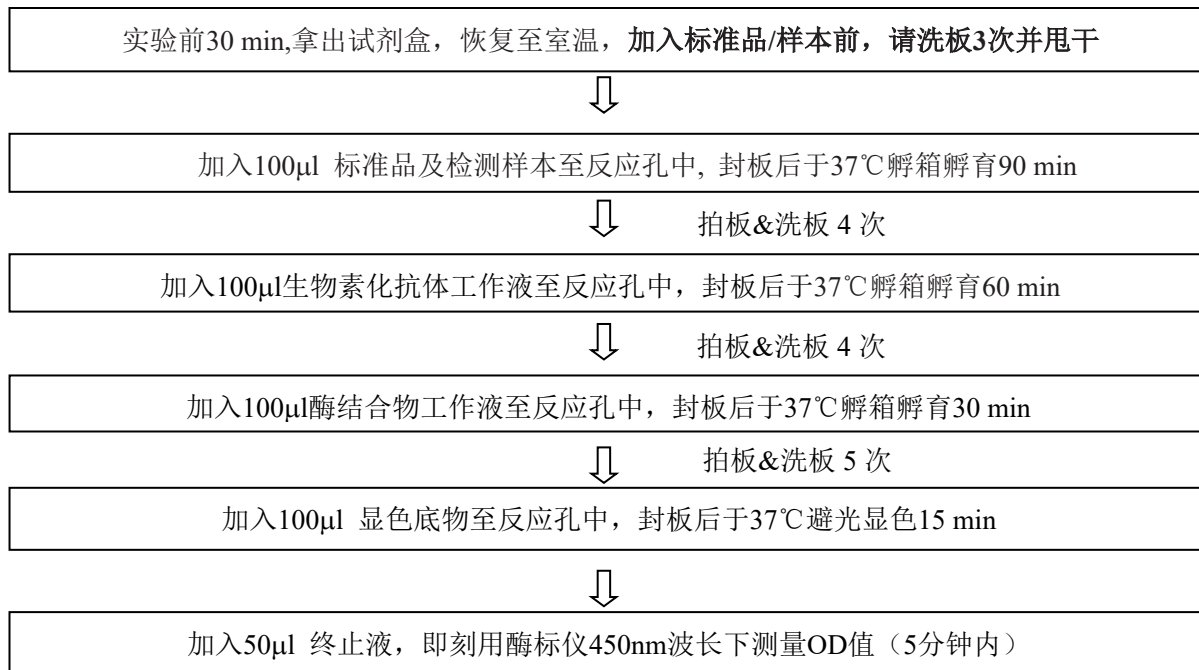 实验前30 min,拿出试剂盒，恢复至室温，加入标准品/样本前，请洗板3次并甩干
加入100μl 标准品及检测样本至反应孔中, 封板后于37℃孵箱孵育90 min
拍板&洗板 4 次
加入100μl生物素化抗体工作液至反应孔中，封板后于37℃孵箱孵育60 min
拍板&洗板 4 次
加入100μl酶结合物工作液至反应孔中，封板后于37℃孵箱孵育30 min
拍板&洗板 5 次
加入100μl 显色底物至反应孔中，封板后于37℃避光显色15 min
加入50μl 终止液，即刻用酶标仪450nm波长下测量OD值（5分钟内）